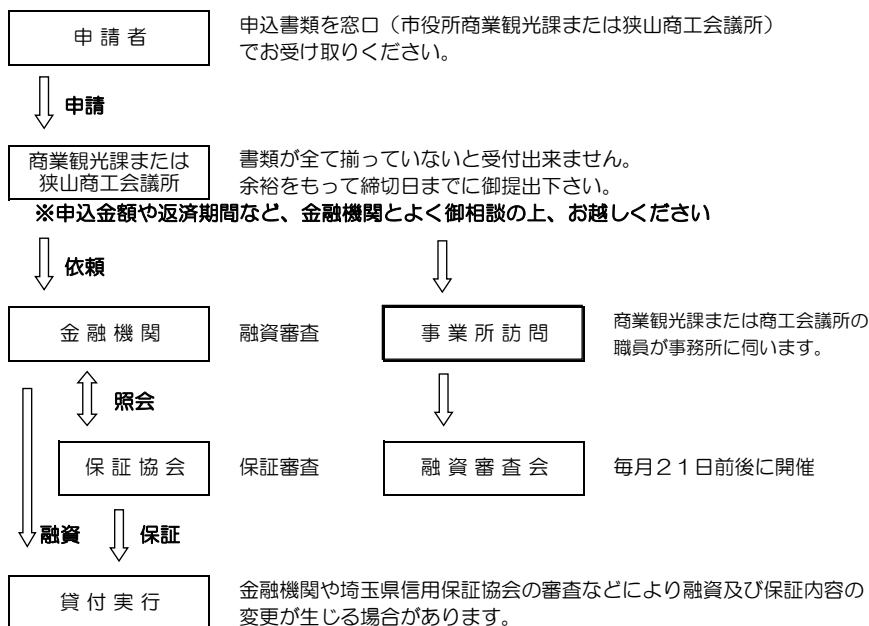 申請者
申込書類を窓口（市役所商業観光課または狭山商工会議所）
でお受け取りください。
申請
商業観光課または
狭山商工会議所
書類が全て揃っていないと受付出来ません。
余裕をもって締切日までに御提出下さい。
※申込金額や返済期間など、金融機関とよく御相談の上、お越しください
依頼
金融機関
融資審査
事業所訪問
商業観光課または商工会議所の
職員が事務所に伺います。
照会
保証協会
保証審査
融資審査会
毎月２１日前後に開催
融資
保証
貸付実行
金融機関や埼玉県信用保証協会の審査などにより融資及び保証内容の
変更が生じる場合があります。